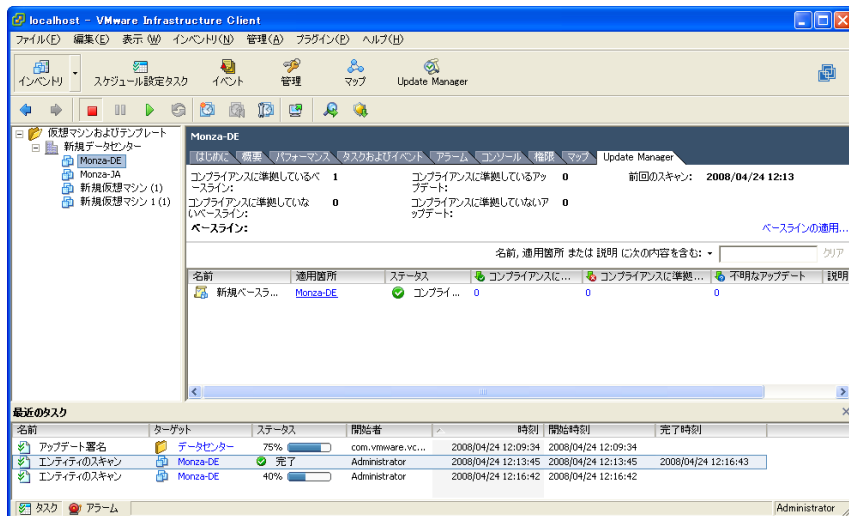 localhost - VMware Infrastructure Client
ファイル(F) 編集(E) 表示 (W) インベントリ(N) 管理(A) プラグイン(P) ヘルプ(H)
インベントリ スケジュール設定タスク イベント 管理 マップ Update Manager
仮想マシンおよびテンプレート
新規データセンター
Monza-DE
Monza-JA
新規仮想マシン (1)
新規仮想マシン 1 (1)
Monza-DE
はじめに 概要 パフォーマンス タスクおよびイベント アラーム コンソール 権限 マップ Update Manager
コンプライアンスに準拠しているベースライン: 1 コンプライアンスに準拠しているアップデート: 0 前回のスキャン: 2008/04/24 12:13
コンプライアンスに準拠していないベースライン: 0 コンプライアンスに準拠していないアップデート: 0
ベースライン: ベースラインの適用...
名前, 適用箇所 または 説明 に次の内容を含む: クリア
名前 適用箇所 ステータス コンプライアンスに... コンプライアンスに準拠... 不明なアップデート 説明
新規ベースラ... Monza-DE コンプライ... 0 0 0
最近のタスク
名前 ターゲット ステータス 開始者 時刻 開始時刻 完了時刻
アップデート署名 データセンター 75% com.vmware.vc... 2008/04/24 12:09:34 2008/04/24 12:09:34
エンティティのスキャン Monza-DE 完了 Administrator 2008/04/24 12:13:45 2008/04/24 12:13:45 2008/04/24 12:16:43
エンティティのスキャン Monza-DE 40% Administrator 2008/04/24 12:16:42 2008/04/24 12:16:42
タスク アラーム Administrator